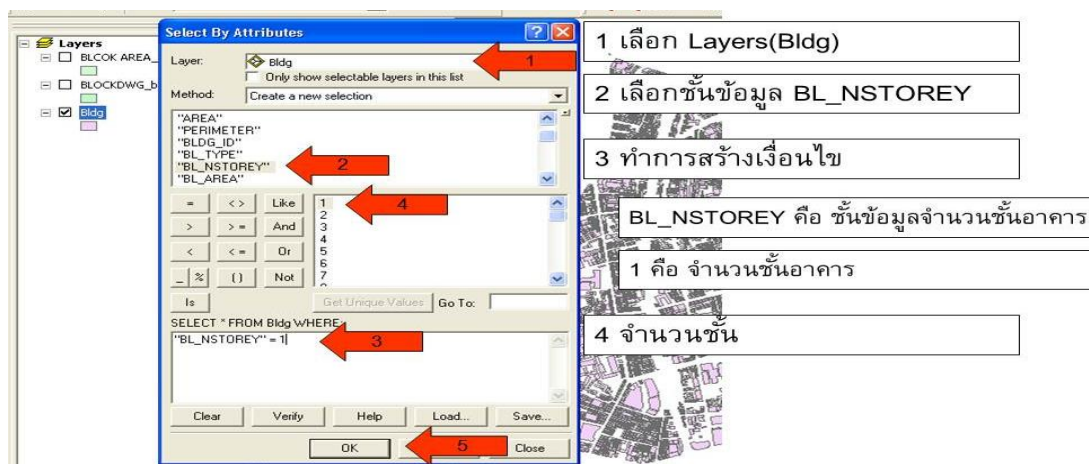 Layers
BLCOK AREA_
BLOCKDWG_b
Bldg
Select By Attributes
Layer:
Bldg
1
Only show selectable layers in this list
Method:
Create a new selection
"AREA"
"PERIMETER"
"BLDG_ID"
"BL_TYPE"
"BL_NSTOREY"
2
"BL_AREA"
= <> Like
> >= And
< <= Or
_ % () Not
Is
1
4
2
3
4
5
6
7
Get Unique Values
Go To:
SELECT * FROM Bldg WHERE:
"BL_NSTOREY" = 1
3
Clear Verify Help Load... Save...
OK
5
Close
1 เลือก Layers(Bldg)
2 เลือกชั้นข้อมูล BL_NSTOREY
3 ทำการสร้างเงื่อนไข
BL_NSTOREY คือ ชั้นข้อมูลจำนวนชั้นอาคาร
1 คือ จำนวนชั้นอาคาร
4 จำนวนชั้น